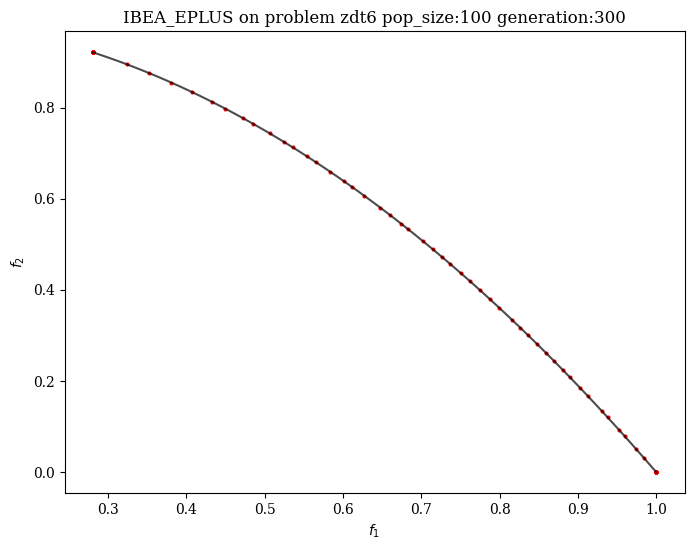 IBEA_EPLUS on problem zdt6 pop_size:100 generation:300
f₂
0.8
0.6
0.4
0.2
0.0
0.3 0.4 0.5 0.6 0.7 0.8 0.9 1.0
f₁